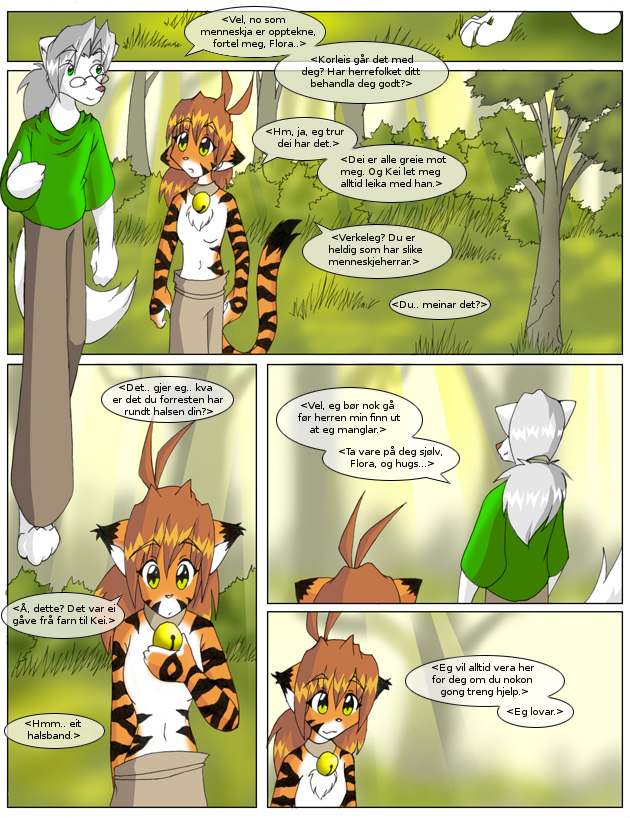 <Vel, no som
menneskja er opptekne,
fortel meg, Flora..>
<Korleis går det med
deg? Har herrefolket ditt
behandla deg godt?>
<Hm, ja, eg trur
dei har det.>
<Dei er alle greie mot
meg. Og Kei let meg
alltid leika med han.>
<Verkeleg? Du er
heldig som har slike
menneskjeherrar.>
<Du.. meinar det?>
<Det.. gjer eg.. kva
er det du forresten har
rundt halsen din?>
<Å, dette? Det var ei
gåve frå farn til Kei.>
<Hmm.. eit
halsband.>
<Vel, eg bør nok gå
før herren min finn ut
at eg manglar.>
<Ta vare på deg sjølv,
Flora, og hugs...>
<Eg vil alltid vera her
for deg om du nokon
gong treng hjelp.>
<Eg lovar.>